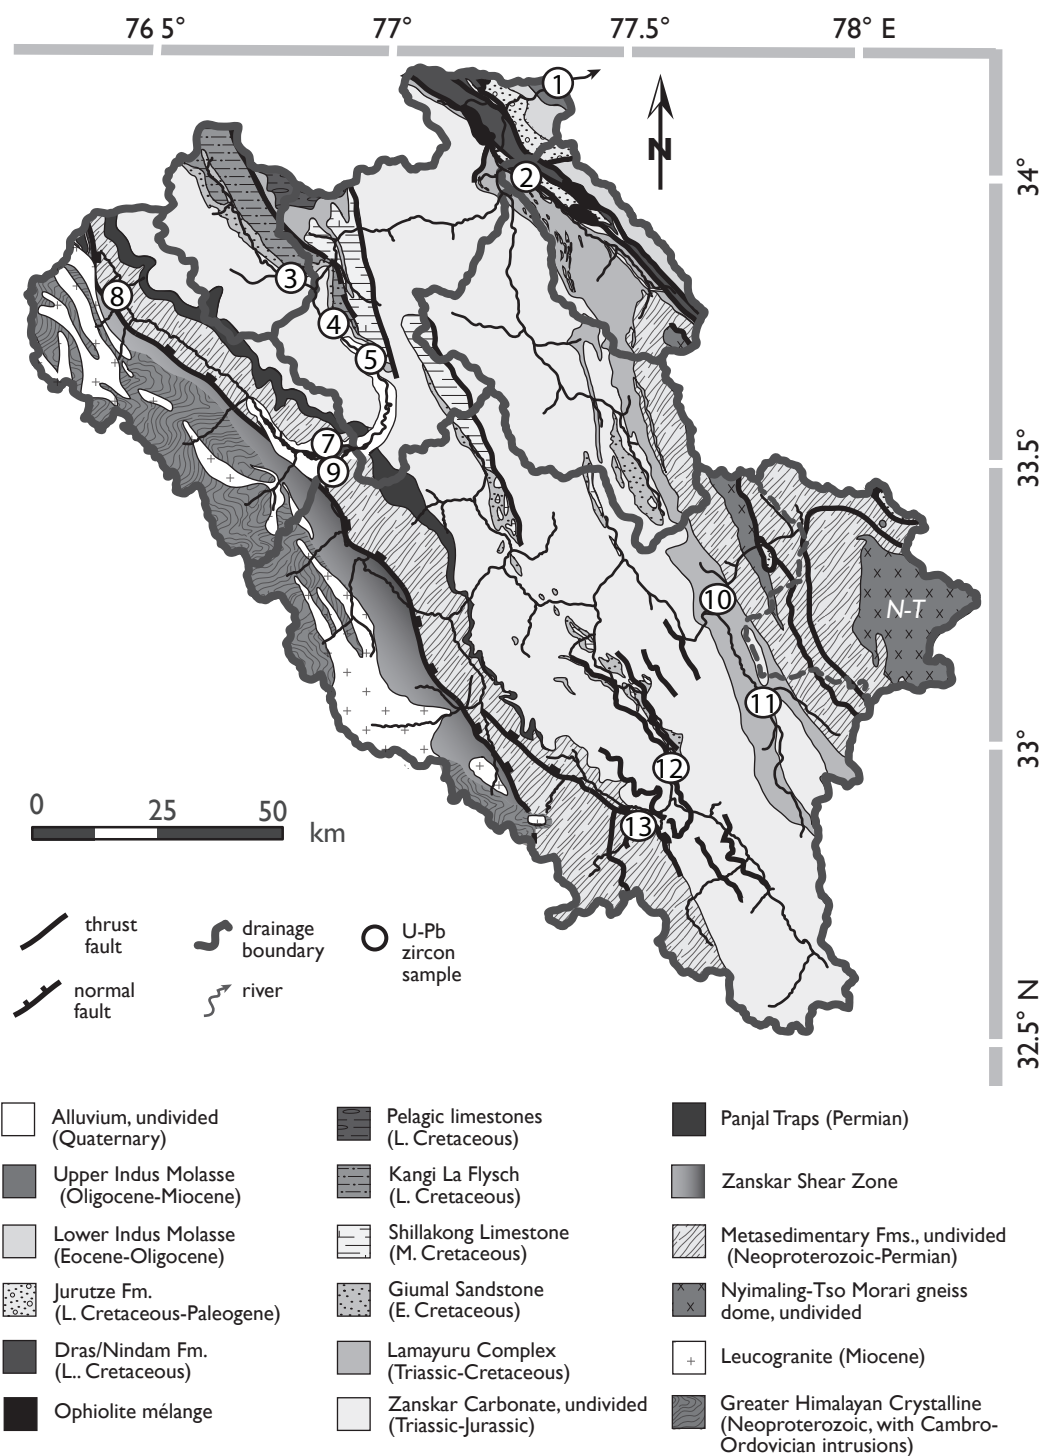 76 5°
77°
77.5°
78° E
1
N
34°
2
3
8
4
5
7
33.5°
9
10
N-T
11
33°
12
13
0
25
50
km
thrust
fault
drainage
boundary
U-Pb
zircon
sample
normal
fault
river
32.5° N
Alluvium, undivided
(Quaternary)
Upper Indus Molasse
(Oligocene-Miocene)
Lower Indus Molasse
(Eocene-Oligocene)
Jurutze Fm.
(L. Cretaceous-Paleogene)
Dras/Nindam Fm.
(L.. Cretaceous)
Ophiolite mélange
Pelagic limestones
(L. Cretaceous)
Kangi La Flysch
(L. Cretaceous)
Shillakong Limestone
(M. Cretaceous)
Giumal Sandstone
(E. Cretaceous)
Lamayuru Complex
(Triassic-Cretaceous)
Zanskar Carbonate, undivided
(Triassic-Jurassic)
Panjal Traps (Permian)
Zanskar Shear Zone
Metasedimentary Fms., undivided
(Neoproterozoic-Permian)
Nyimaling-Tso Morari gneiss
dome, undivided
Leucogranite (Miocene)
Greater Himalayan Crystalline
(Neoproterozoic, with Cambro-
Ordovician intrusions)